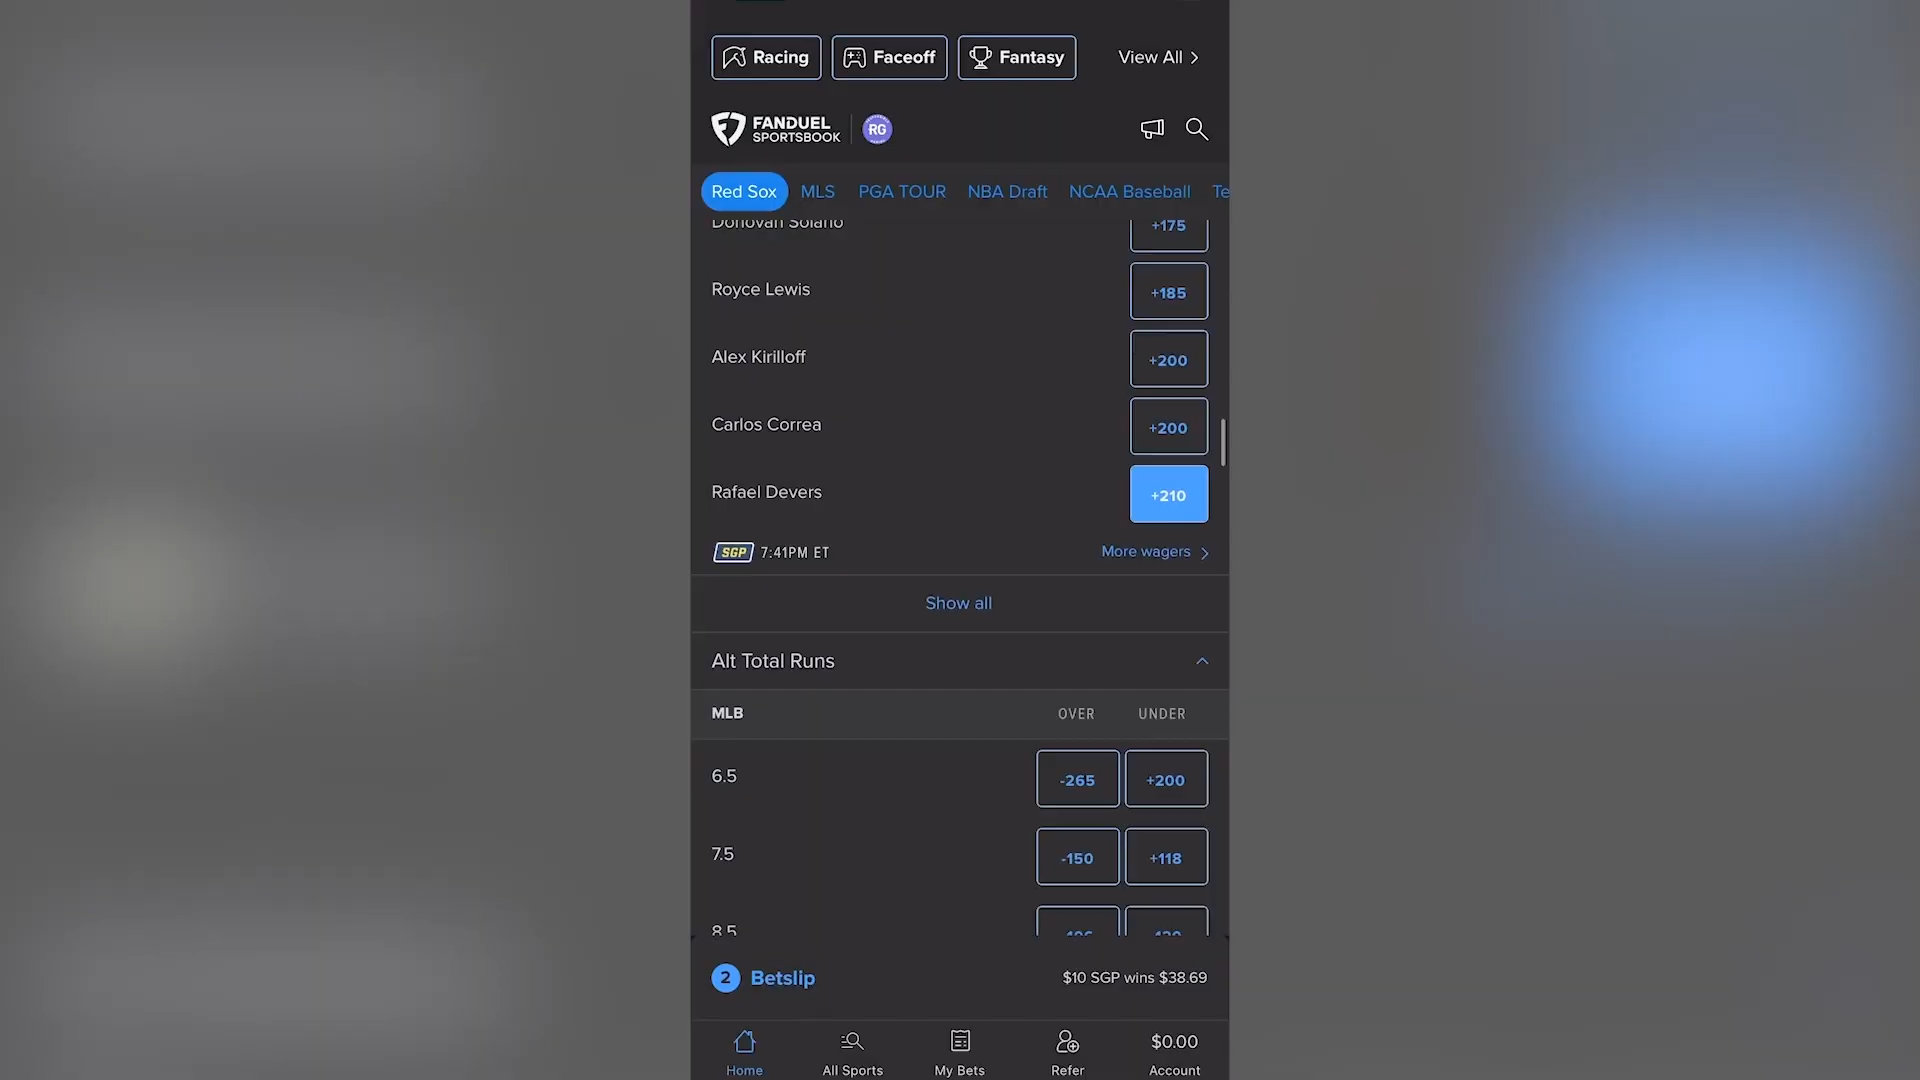 Racing Faceoff Fantasy View All
FANDUEL
SPORTSBOOK RG
Red Sox MLS PGA TOUR NBA Draft NCAA Baseball Te
Donovan Solano +175
Royce Lewis +185
Alex Kirilloff +200
Carlos Correa +200
Rafael Devers +210
SGP 7:41PM ET More wagers
Show all
Alt Total Runs
MLB OVER UNDER
6.5 -265 +200
7.5 -150 +118
8.5
2 Betslip $10 SGP wins $38.69
$0.00
Home All Sports My Bets Refer Account